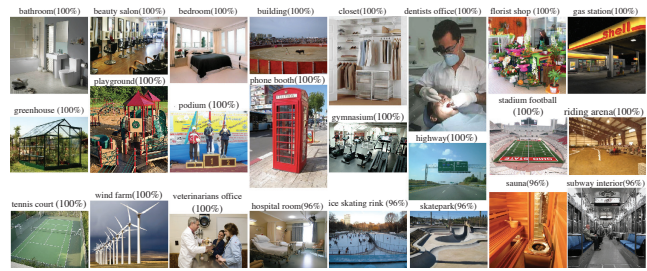 bathroom(100%)
beauty salon(100%)
bedroom(100%)
building(100%)
closet(100%)
dentists office(100%)
florist shop (100%)
gas station(100%)
Shell
playground(100%)
phone booth(100%)
TELEPHONE
greenhouse (100%)
podium (100%)
gymnasium(100%)
highway(100%)
stadium football
(100%)
riding arena(100%)
tennis court (100%)
wind farm(100%)
veterinarians office
(100%)
hospital room(96%)
ice skating rink (96%)
skatepark(96%)
sauna(96%)
subway interior(96%)